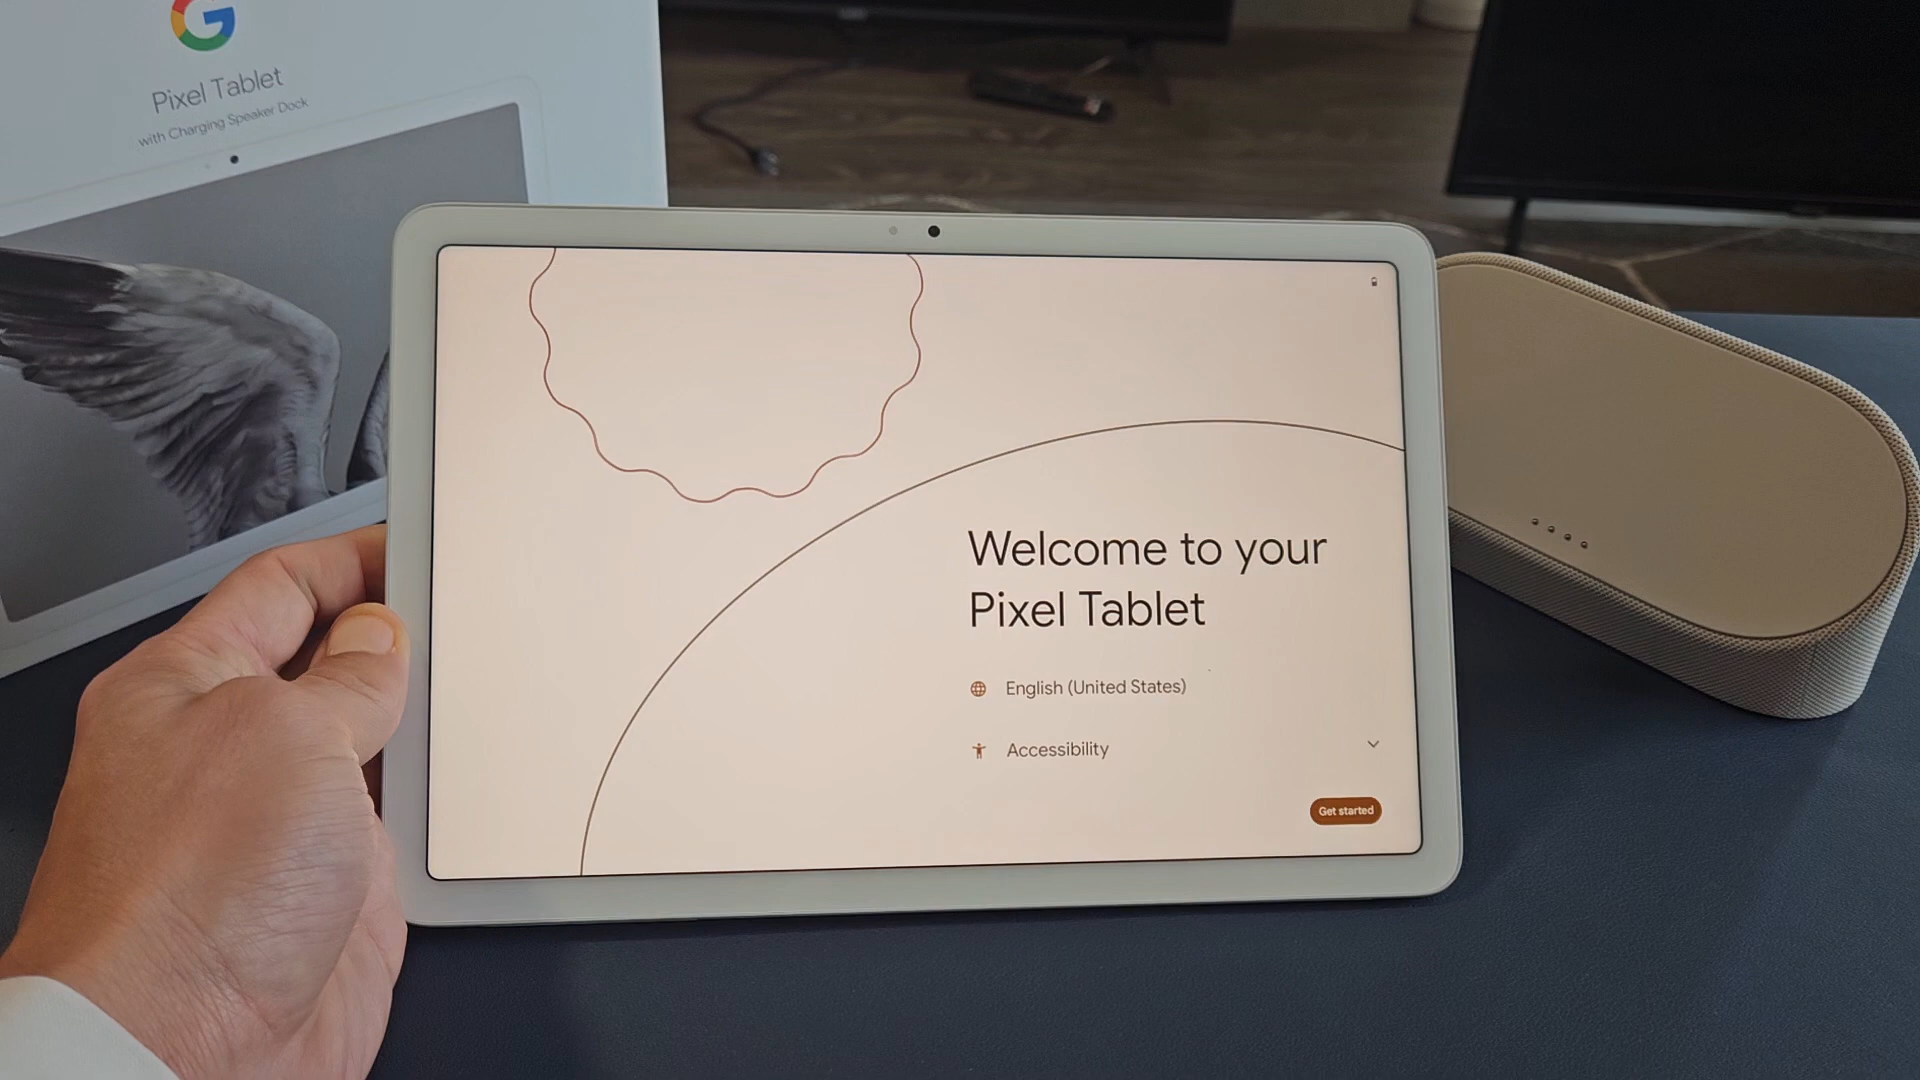 Pixel Tablet
with Charging Speaker Dock
Welcome to your
Pixel Tablet
English (United States)
Accessibility
Get started